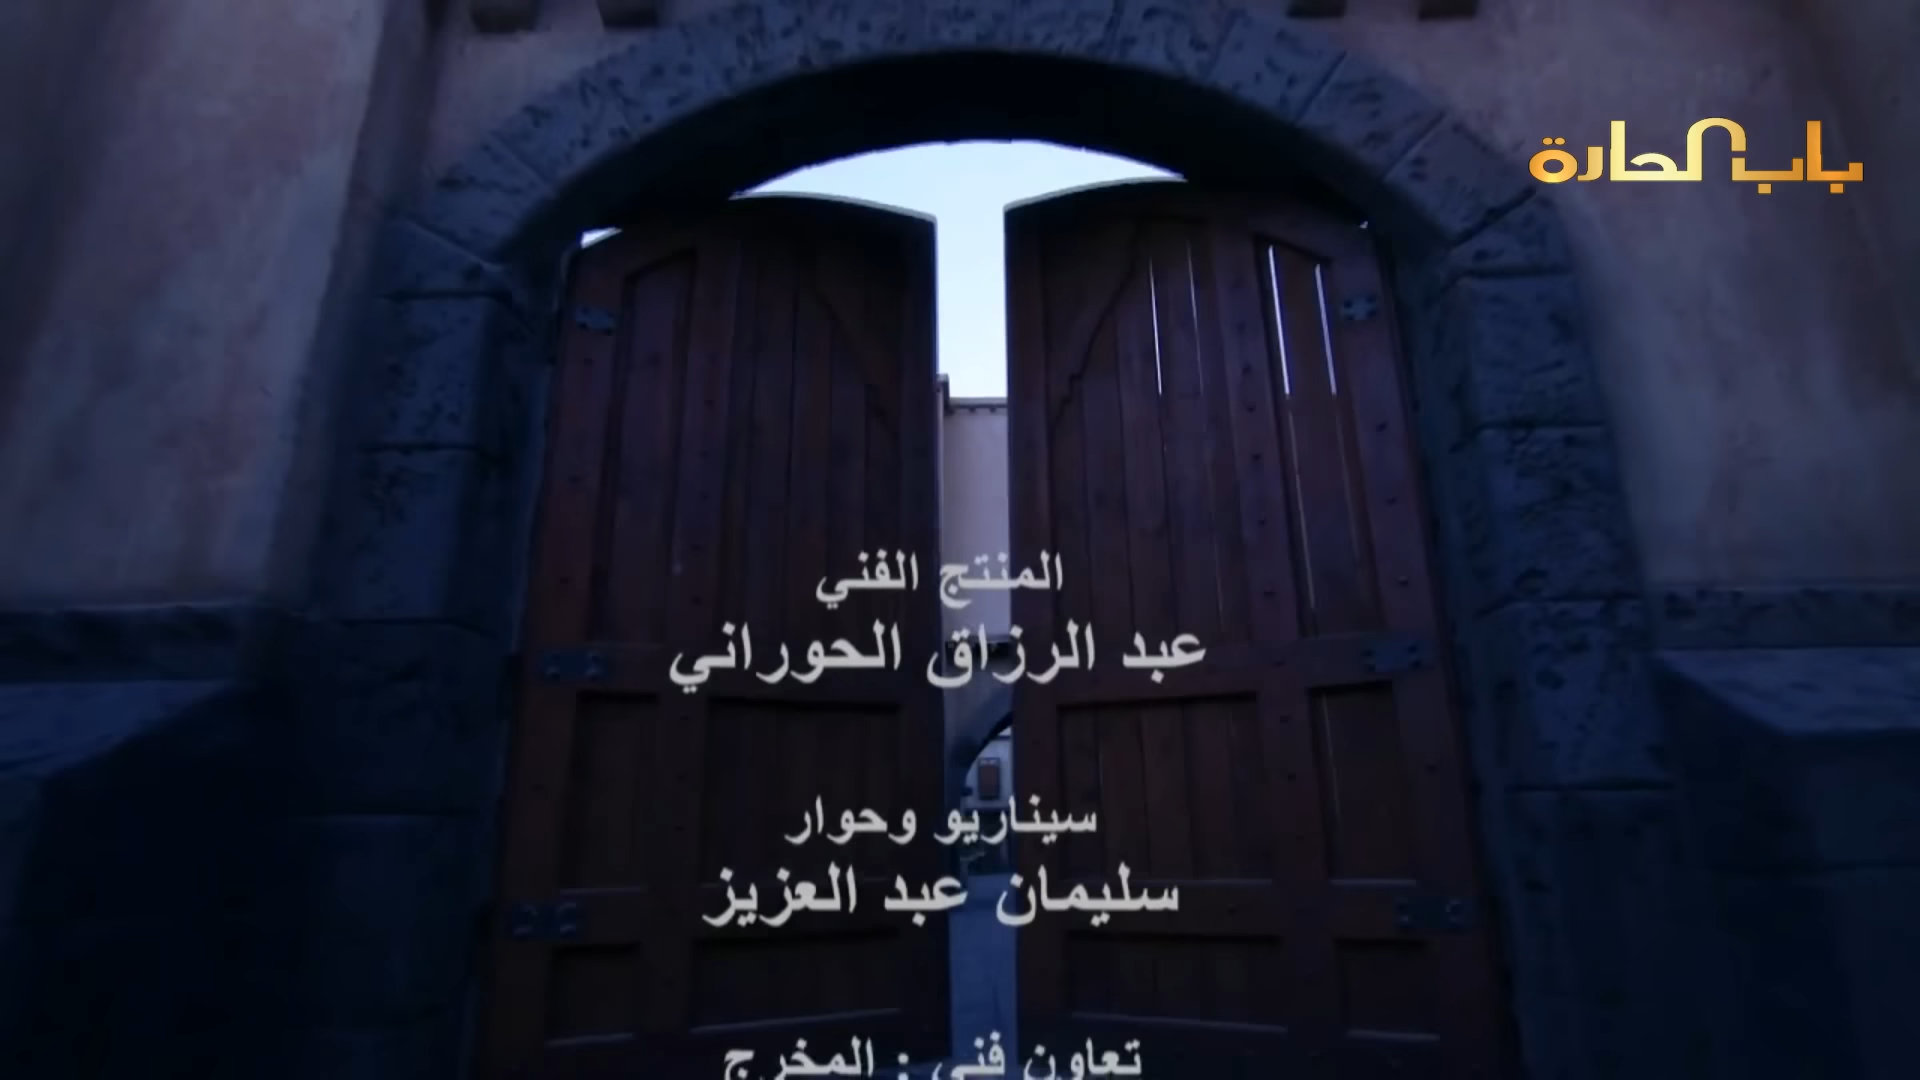 باب الحارة
المنتج الفني
عبد الرزاق الحوراني
سيناريو وحوار
سليمان عبد العزيز
تعاون فني : المخرج